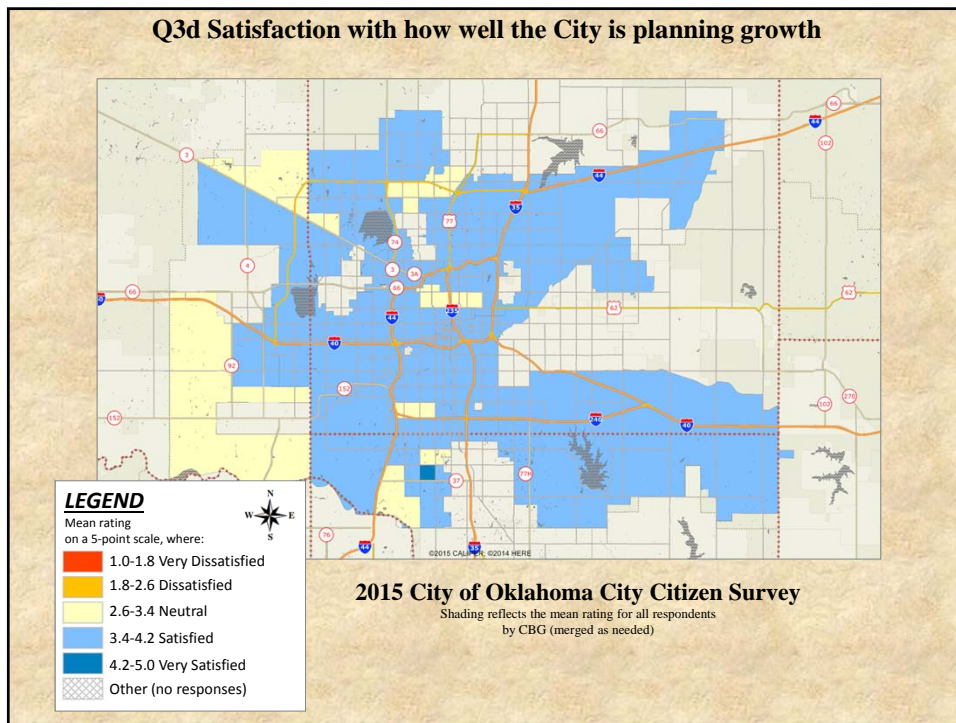 Q3d Satisfaction with how well the City is planning growth
66
44
102
3
66
44
35
77
74
4
3
3A
66
66
62
62
235
44
40
92
152
102
270
152
240
40
37
77H
76
44
35
©2015 CALIPER; ©2014 HERE
LEGEND
N
W E
S
Mean rating
on a 5-point scale, where:
1.0-1.8 Very Dissatisfied
1.8-2.6 Dissatisfied
2.6-3.4 Neutral
3.4-4.2 Satisfied
4.2-5.0 Very Satisfied
Other (no responses)
2015 City of Oklahoma City Citizen Survey
Shading reflects the mean rating for all respondents
by CBG (merged as needed)